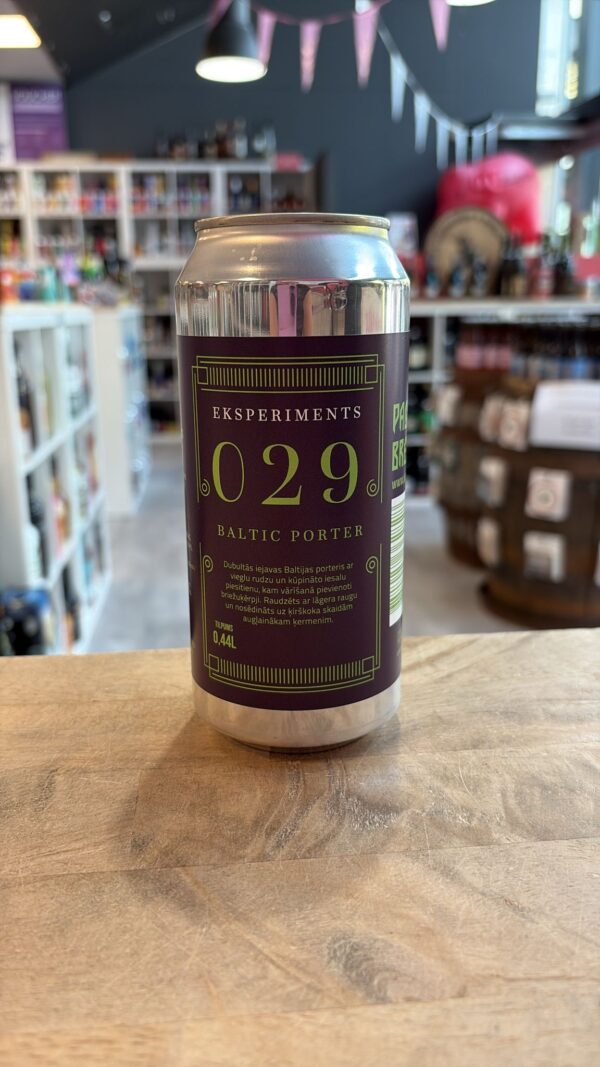 EKSPERIMENTS
029
BALTIC PORTER
Dubultās iejavas Baltijas porteris ar
vieglu rudzu un kūpināto iesalu
piesitienu, kam vārīšanā pievienoti
briežuķērpji. Raudzēts ar lāgera raugu
un nosēdināts uz ķirškoka skaidām
augļainākam ķermenim.
TILPUMS
0,44L